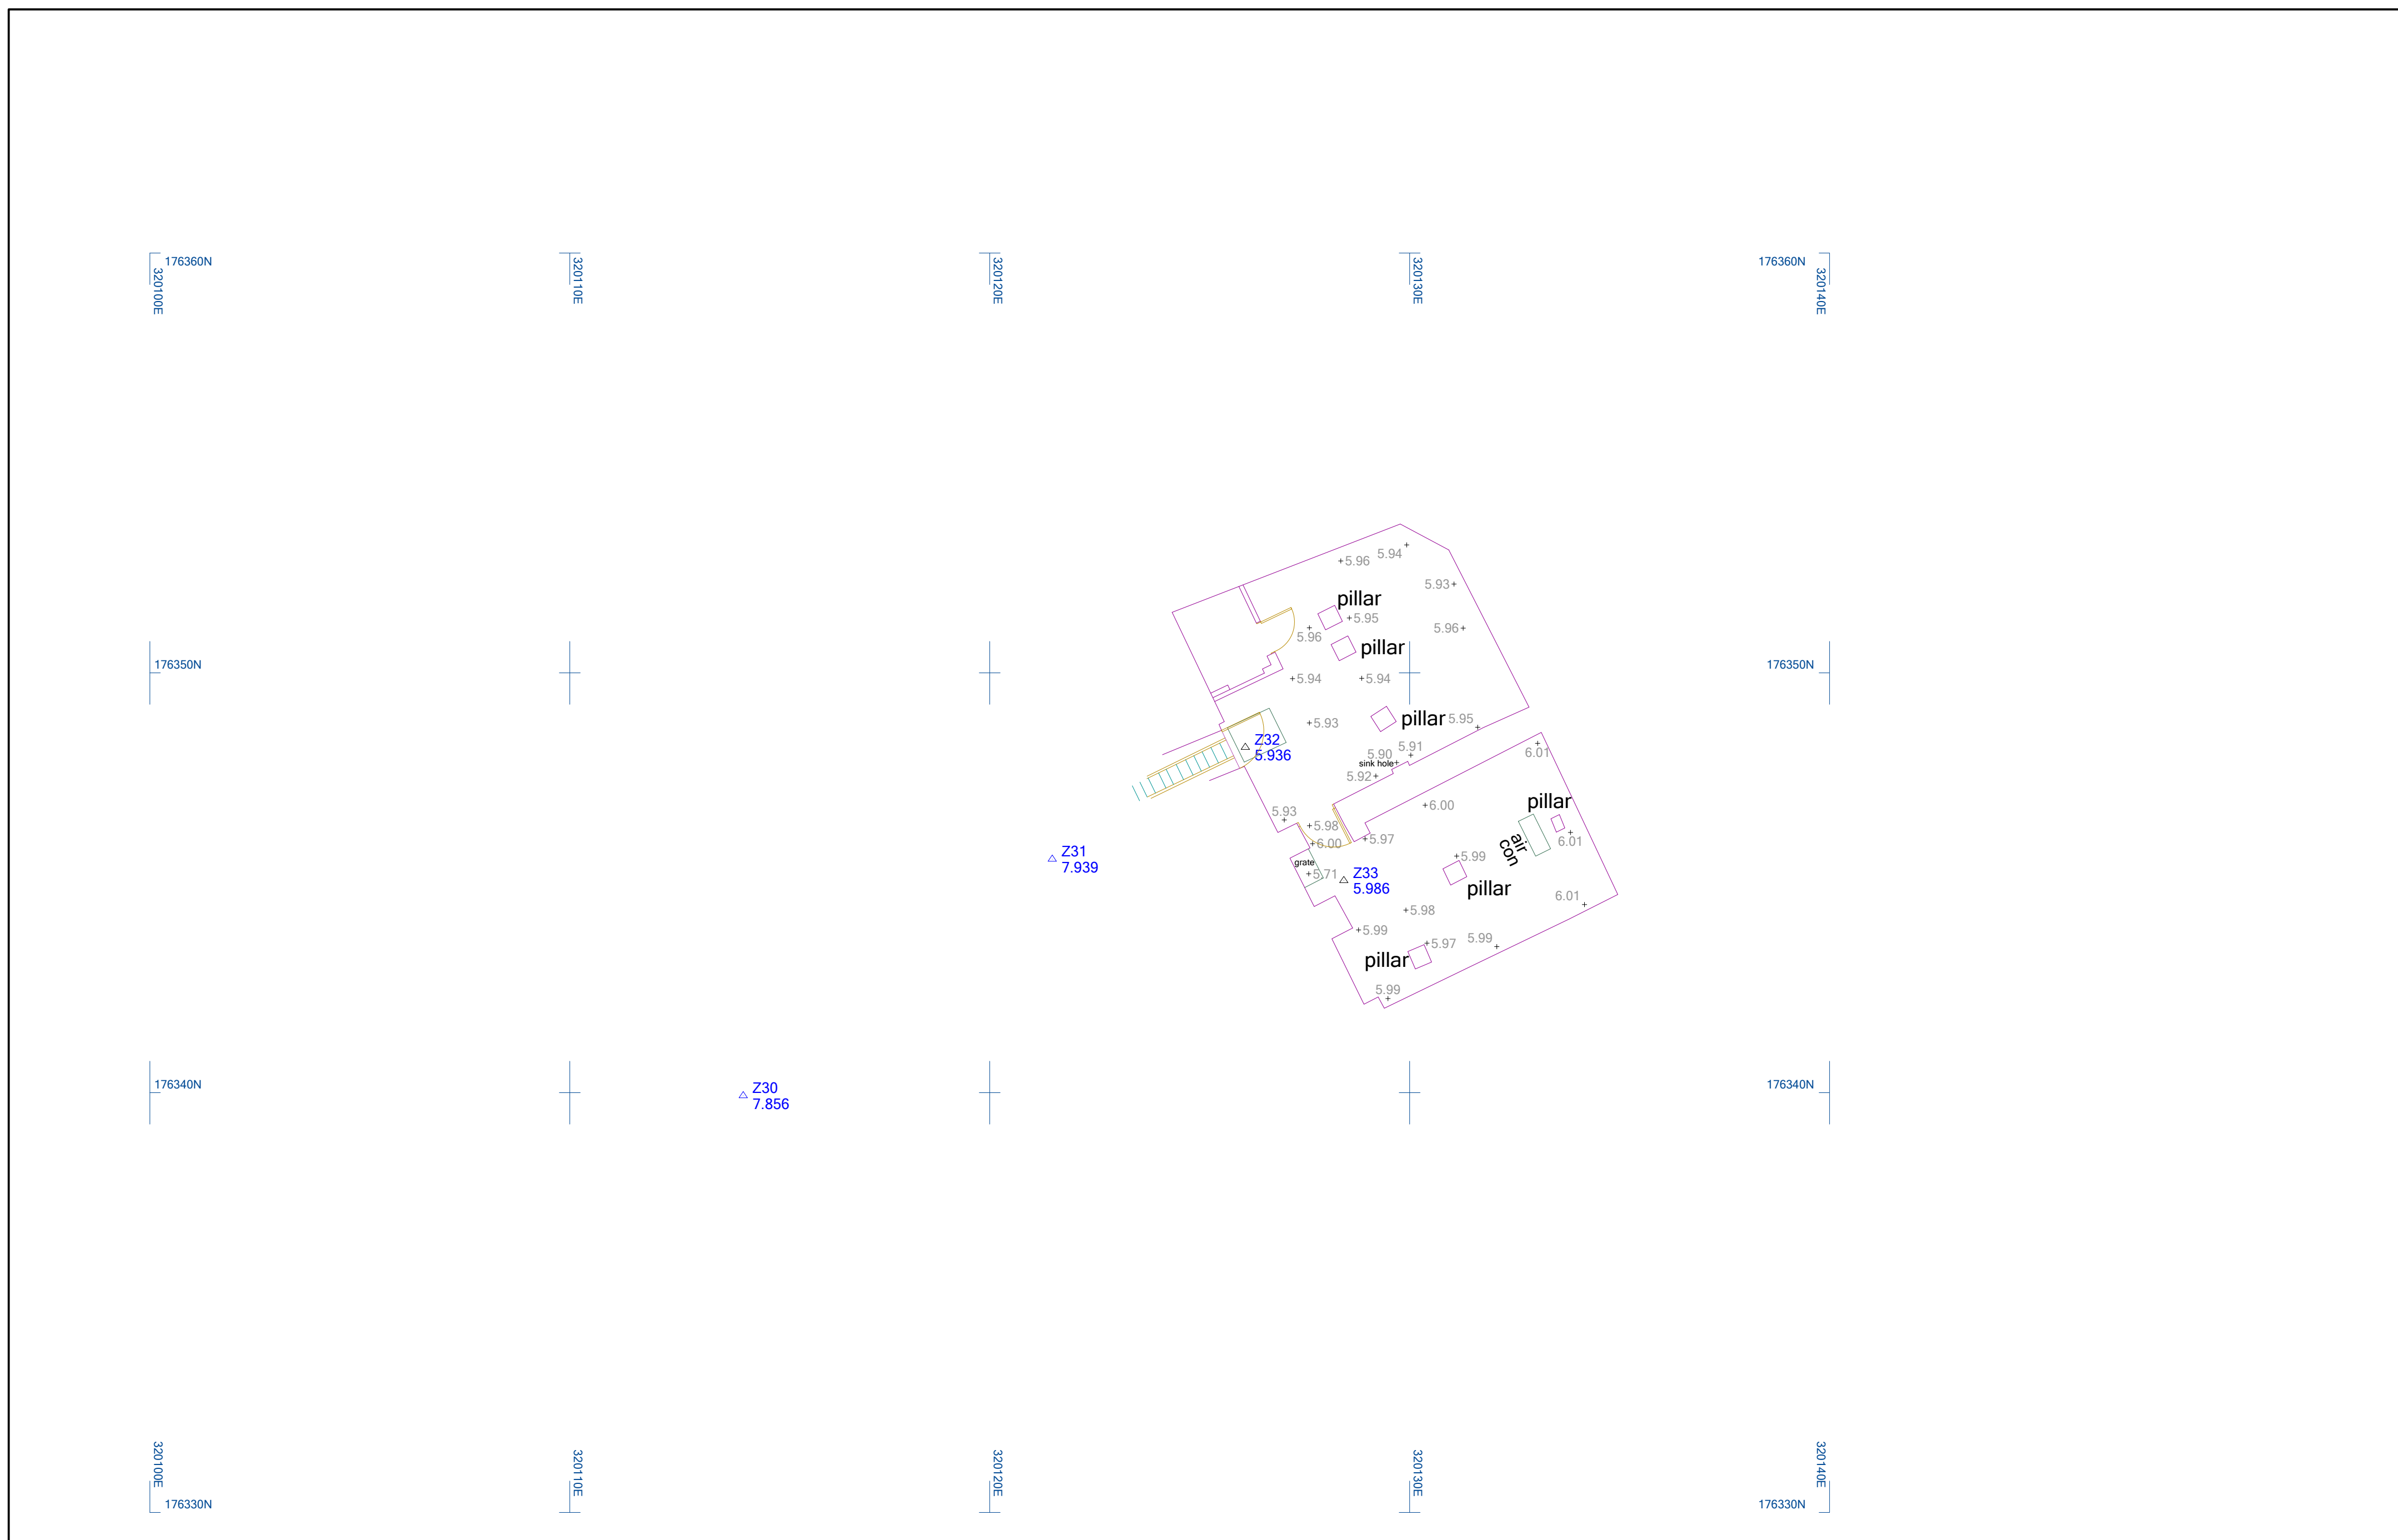 176360N
176360N
320100E
320110E
320120E
320130E
320140E
5.94
5.96
5.93
pillar
5.95
5.96
5.96
pillar
176350N
176350N
5.94
5.94
pillar
5.95
5.93
Z32
5.936
5.91
5.90
6.01
sink hole
5.92
pillar
6.00
5.93
5.98
5.97
6.00
6.01
air
con
Z31
7.939
5.99
grate
5.71
Z33
5.986
pillar
6.01
5.98
5.99
5.99
5.97
pillar
5.99
176340N
176340N
Z30
7.856
320100E
320110E
320120E
320130E
320140E
176330N
176330N